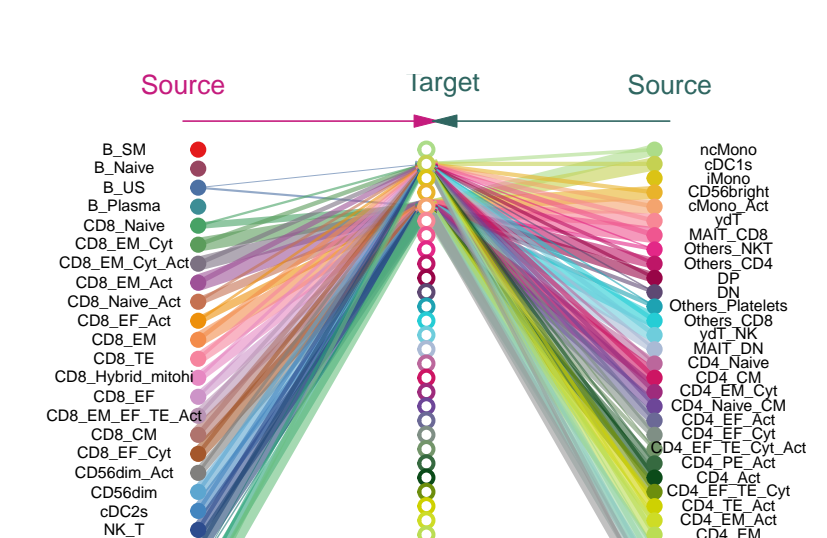 Source
Target
Source
B_SM
B_Naive
B_US
B_Plasma
CD8_Naive
CD8_EM_Cyt
CD8_EM_Cyt_Act
CD8_EM_Act
CD8_Naive_Act
CD8_EF_Act
CD8_EM
CD8_TE
CD8_Hybrid_mitohi
CD8_EF
CD8_EM_EF_TE_Act
CD8_CM
CD8_EF_Cyt
CD56dim_Act
CD56dim
cDC2s
NK_T
ncMono
cDC1s
iMono
CD56bright
cMono_Act
ydT
MAIT_CD8
Others_NKT
Others_CD4
DP
DN
Others_Platelets
Others_CD8
ydT_NK
MAIT_DN
CD4_Naive
CD4_CM
CD4_EM_Cyt
CD4_Naive_CM
CD4_EF_Act
CD4_EF_Cyt
CD4_EF_TE_Cyt_Act
CD4_PE_Act
CD4_Act
CD4_EF_TE_Cyt
CD4_TE_Act
CD4_EM_Act
CD4_EM